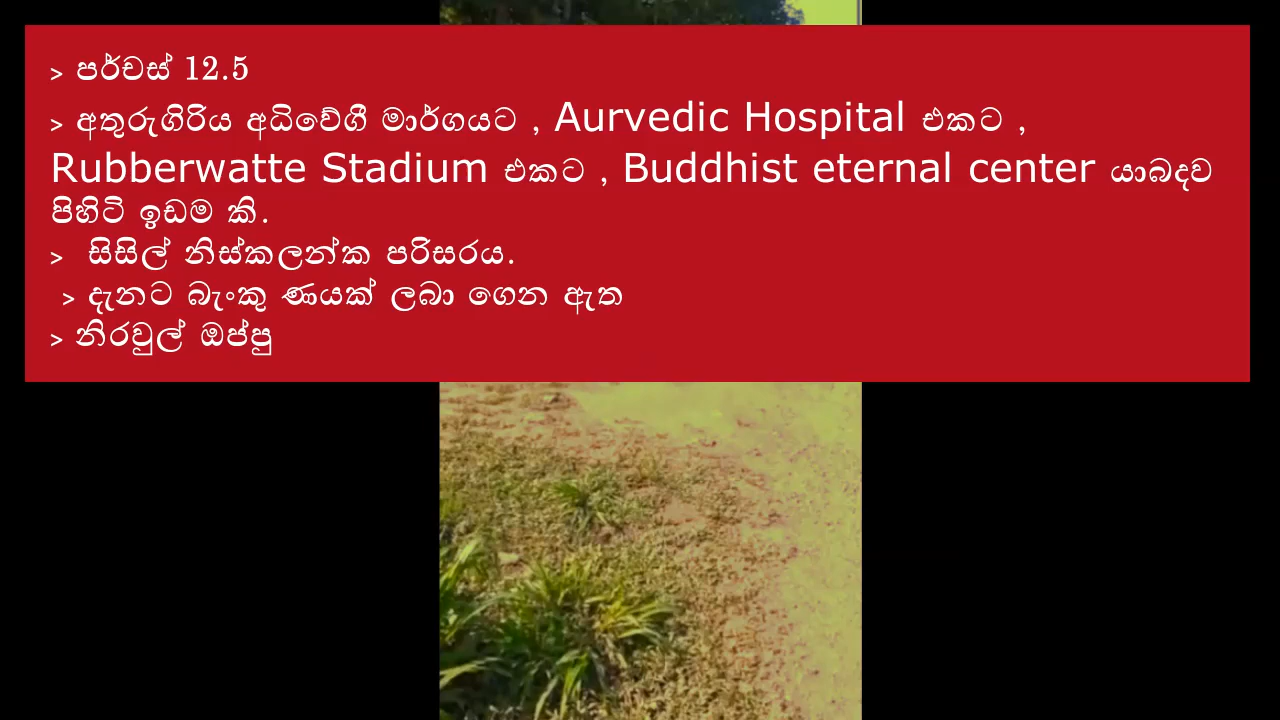 > පර්චස් 12.5
> අතුරුගිරිය අධිවේගී මාර්ගයට , Aurvedic Hospital එකට ,
Rubberwatte Stadium එකට , Buddhist eternal center යාබදව
පිහිටි ඉඩම කි.
> සිසිල් නිස්කලන්ක පරිසරය.
> දැනට බැංකු ණයක් ලබා ගෙන ඇත
> නිරවුල් ඔප්පු